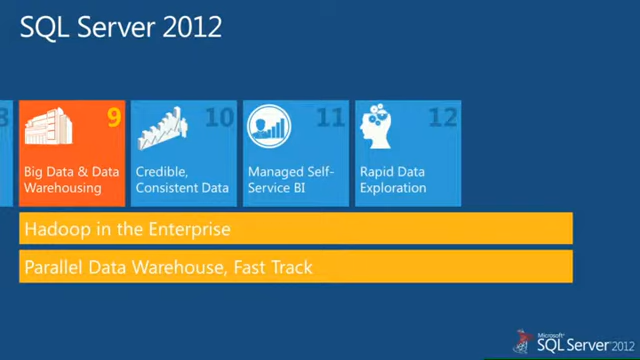 SQL Server 2012
8
9
Big Data & Data
Warehousing
10
Credible,
Consistent Data
11
Managed Self-
Service BI
12
Rapid Data
Exploration
Hadoop in the Enterprise
Parallel Data Warehouse, Fast Track
Microsoft
SQL Server 2012